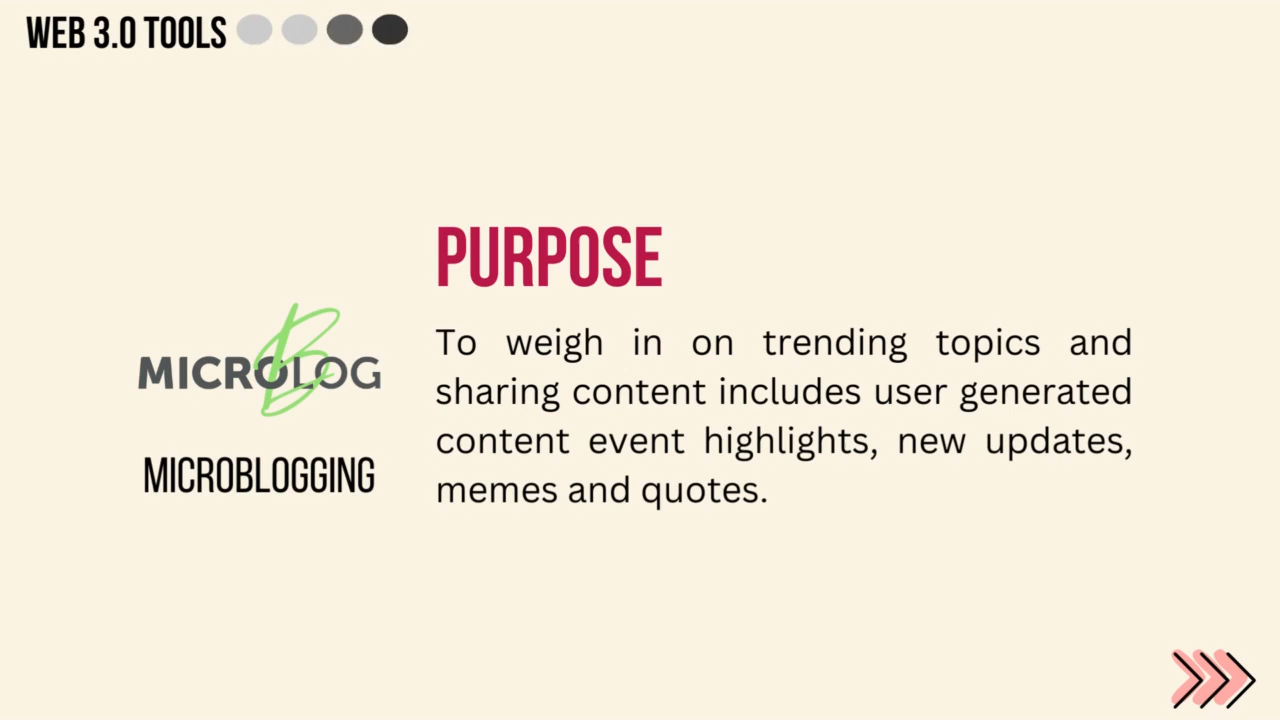 WEB 3.0 TOOLS
PURPOSE
To weigh in on trending topics and
sharing content includes user generated
content event highlights, new updates,
memes and quotes.
MICROBLOG
MICROBLOGGING